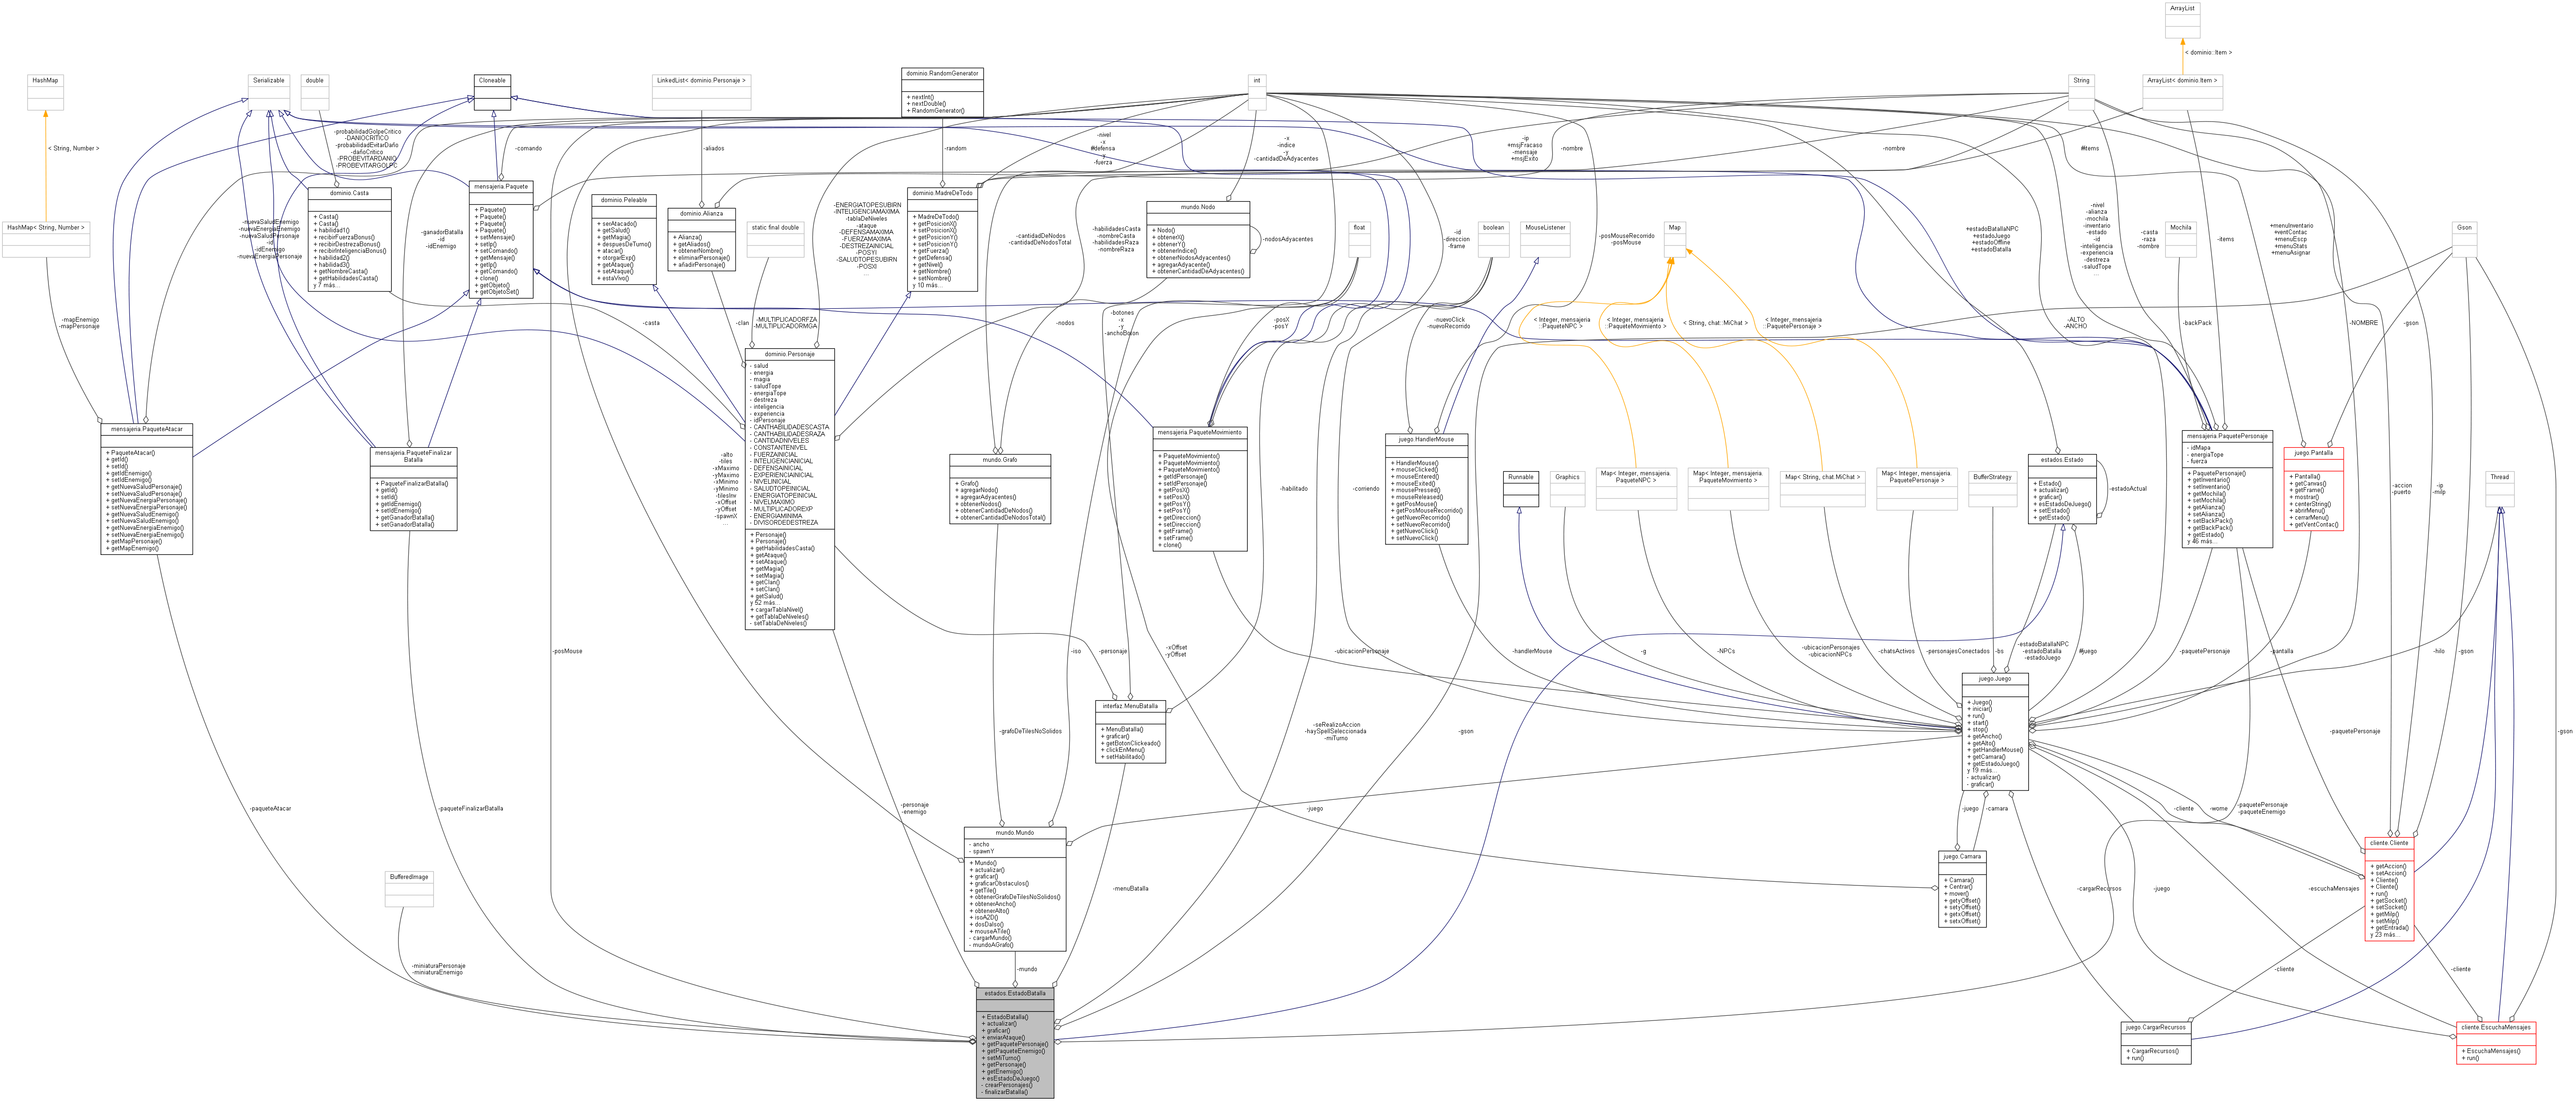 ArrayList
< dominio::Item >
HashMap
Serializable
double
Cloneable
LinkedList< dominio.Personaje >
dominio.RandomGenerator
+ nextInt()
+ nextDouble()
+ RandomGenerator()
int
String
ArrayList< dominio.Item >
< String, Number >
-probabilidadGolpeCritico
-DANIOCRITICO
-probabilidadEvitarDaño
-dañoCritico
-PROBEVITARDANIO
-PROBEVITARGOLPC
-comando
-aliados
-random
-nivel
-x
#defensa
-y
-fuerza
-x
-indice
-y
-cantidadDeAdyacentes
-ip
+msjFracaso
-mensaje
+msjExito
-nombre
-nombre
#items
HashMap< String, Number >
dominio.Casta
+ Casta()
+ Casta()
+ habilidad1()
+ recibirFuerzaBonus()
+ recibirDestrezaBonus()
+ recibirInteligenciaBonus()
+ habilidad2()
+ habilidad3()
+ getNombreCasta()
+ getHabilidadesCasta()
y 7 más...
mensajeria.Paquete
+ Paquete()
+ Paquete()
+ Paquete()
+ Paquete()
+ setMensaje()
+ setIp()
+ setComando()
+ getMensaje()
+ getIp()
+ getComando()
+ clone()
+ getObjeto()
+ getObjetoSet()
dominio.Peleable
+ serAtacado()
+ getSalud()
+ getMagia()
+ despuesDeTurno()
+ atacar()
+ otorgarExp()
+ getAtaque()
+ setAtaque()
+ estaVivo()
dominio.Alianza
+ Alianza()
+ getAliados()
+ obtenerNombre()
+ eliminarPersonaje()
+ añadirPersonaje()
static final double
dominio.MadreDeTodo
+ MadreDeTodo()
+ getPosicionX()
+ setPosicionX()
+ getPosicionY()
+ setPosicionY()
+ getFuerza()
+ getDefensa()
+ getNivel()
+ getNombre()
+ setNombre()
y 10 más...
mundo.Nodo
+ Nodo()
+ obtenerX()
+ obtenerY()
+ obtenerIndice()
+ obtenerNodosAdyacentes()
+ agregarAdyacente()
+ obtenerCantidadDeAdyacentes()
-nodosAdyacentes
float
boolean
MouseListener
Map
Mochila
Gson
-nuevaSaludEnemigo
-nuevaEnergiaEnemigo
-nuevaSaludPersonaje
-id
-idEnemigo
-nuevaEnergiaPersonaje
-ganadorBatalla
-id
-idEnemigo
-ENERGIATOPESUBIRN
-INTELIGENCIAMAXIMA
-tablaDeNiveles
-ataque
-DEFENSAMAXIMA
-FUERZAMAXIMA
-DESTREZAINICIAL
-POSYI
-SALUDTOPESUBIRN
-POSXI
...
-cantidadDeNodos
-cantidadDeNodosTotal
-habilidadesCasta
-nombreCasta
-habilidadesRaza
-nombreRaza
-id
-direccion
-frame
-posMouseRecorrido
-posMouse
+estadoBatallaNPC
+estadoJuego
+estadoOffline
+estadoBatalla
-nivel
-alianza
-mochila
-inventario
-estado
-id
-inteligencia
-experiencia
-destreza
-saludTope
...
-casta
-raza
-nombre
-items
+menuInventario
+ventContac
+menuEscp
+menuStats
+menuAsignar
-mapEnemigo
-mapPersonaje
-casta
-clan
-MULTIPLICADORFZA
-MULTIPLICADORMGA
-nodos
-botones
-x
-y
-anchoBoton
-posX
-posY
-nuevoClick
-nuevoRecorrido
< Integer, mensajeria
::PaqueteNPC >
< Integer, mensajeria
::PaqueteMovimiento >
< String, chat::MiChat >
< Integer, mensajeria
::PaquetePersonaje >
-ALTO
-ANCHO
-backPack
-NOMBRE
-gson
mensajeria.PaqueteAtacar
+ PaqueteAtacar()
+ getId()
+ setId()
+ getIdEnemigo()
+ setIdEnemigo()
+ getNuevaSaludPersonaje()
+ setNuevaSaludPersonaje()
+ getNuevaEnergiaPersonaje()
+ setNuevaEnergiaPersonaje()
+ getNuevaSaludEnemigo()
+ setNuevaSaludEnemigo()
+ getNuevaEnergiaEnemigo()
+ setNuevaEnergiaEnemigo()
+ getMapPersonaje()
+ getMapEnemigo()
mensajeria.PaqueteFinalizar
Batalla
+ PaqueteFinalizarBatalla()
+ getId()
+ setId()
+ getIdEnemigo()
+ setIdEnemigo()
+ getGanadorBatalla()
+ setGanadorBatalla()
-alto
-tiles
-xMaximo
-yMaximo
-xMinimo
-yMinimo
-tilesInv
-xOffset
-yOffset
-spawnX
...
dominio.Personaje
- salud
- energia
- magia
- saludTope
- energiaTope
- destreza
- inteligencia
- experiencia
- idPersonaje
- CANTHABILIDADESCASTA
- CANTHABILIDADESRAZA
- CANTIDADNIVELES
- CONSTANTENIVEL
- FUERZAINICIAL
- INTELIGENCIAINICIAL
- DEFENSAINICIAL
- EXPERIENCIAINICIAL
- NIVELINICIAL
- SALUDTOPEINICIAL
- ENERGIATOPEINICIAL
- NIVELMAXIMO
- MULTIPLICADOREXP
- ENERGIAMINIMA
- DIVISORDEDESTREZA
+ Personaje()
+ Personaje()
+ getHabilidadesCasta()
+ getAtaque()
+ setAtaque()
+ getMagia()
+ setMagia()
+ getClan()
+ setClan()
+ getSalud()
y 52 más...
+ cargarTablaNivel()
+ getTablaDeNiveles()
- setTablaDeNiveles()
mundo.Grafo
+ Grafo()
+ agregarNodo()
+ agregarAdyacentes()
+ obtenerNodos()
+ obtenerCantidadDeNodos()
+ obtenerCantidadDeNodosTotal()
mensajeria.PaqueteMovimiento
+ PaqueteMovimiento()
+ PaqueteMovimiento()
+ PaqueteMovimiento()
+ getIdPersonaje()
+ setIdPersonaje()
+ getPosX()
+ setPosX()
+ getPosY()
+ setPosY()
+ getDireccion()
+ setDireccion()
+ getFrame()
+ setFrame()
+ clone()
-habilitado
-corriendo
juego.HandlerMouse
+ HandlerMouse()
+ mouseClicked()
+ mouseEntered()
+ mouseExited()
+ mousePressed()
+ mouseReleased()
+ getPosMouse()
+ getPosMouseRecorrido()
+ getNuevoRecorrido()
+ setNuevoRecorrido()
+ getNuevoClick()
+ setNuevoClick()
Runnable
Graphics
Map< Integer, mensajeria.
PaqueteNPC >
Map< Integer, mensajeria.
PaqueteMovimiento >
Map< String, chat.MiChat >
Map< Integer, mensajeria.
PaquetePersonaje >
BufferStrategy
estados.Estado
+ Estado()
+ actualizar()
+ graficar()
+ esEstadoDeJuego()
+ setEstado()
+ getEstado()
-estadoActual
mensajeria.PaquetePersonaje
- idMapa
- energiaTope
- fuerza
+ PaquetePersonaje()
+ getInventario()
+ setInventario()
+ getMochila()
+ setMochila()
+ getAlianza()
+ setAlianza()
+ setBackPack()
+ getBackPack()
+ getEstado()
y 46 más...
juego.Pantalla
+ Pantalla()
+ getCanvas()
+ getFrame()
+ mostrar()
+ centerString()
+ abrirMenu()
+ cerrarMenu()
+ getVentContac()
-accion
-puerto
-ip
-miIp
Thread
-posMouse
-iso
-personaje
-xOffset
-yOffset
-ubicacionPersonaje
-handlerMouse
-g
-NPCs
-ubicacionPersonajes
-ubicacionNPCs
-chatsActivos
-personajesConectados
-bs
-estadoBatallaNPC
-estadoBatalla
-estadoJuego
#juego
-paquetePersonaje
-pantalla
-gson
-hilo
juego.Juego
+ Juego()
+ iniciar()
+ run()
+ start()
+ stop()
+ getAncho()
+ getAlto()
+ getHandlerMouse()
+ getCamara()
+ getEstadoJuego()
y 19 más...
- actualizar()
- graficar()
interfaz.MenuBatalla
+ MenuBatalla()
+ graficar()
+ getBotonClickeado()
+ clickEnMenu()
+ setHabilitado()
-grafoDeTilesNoSolidos
-seRealizoAccion
-haySpellSeleccionada
-miTurno
-gson
-paquetePersonaje
-gson
-paqueteAtacar
-paqueteFinalizarBatalla
-personaje
-enemigo
-juego
-juego
-camara
-cliente
-wome
-paquetePersonaje
-paqueteEnemigo
mundo.Mundo
- ancho
- spawnY
+ Mundo()
+ actualizar()
+ graficar()
+ graficarObstaculos()
+ getTile()
+ obtenerGrafoDeTilesNoSolidos()
+ obtenerAncho()
+ obtenerAlto()
+ isoA2D()
+ dosDaIso()
+ mouseATile()
- cargarMundo()
- mundoAGrafo()
juego.Camara
+ Camara()
+ Centrar()
+ mover()
+ getyOffset()
+ setyOffset()
+ getxOffset()
+ setxOffset()
cliente.Cliente
+ getAccion()
+ setAccion()
+ Cliente()
+ Cliente()
+ run()
+ getSocket()
+ setSocket()
+ getMiIp()
+ setMiIp()
+ getEntrada()
y 23 más...
BufferedImage
-menuBatalla
-cargarRecursos
-juego
-escuchaMensajes
-miniaturaPersonaje
-miniaturaEnemigo
-mundo
-cliente
-cliente
estados.EstadoBatalla
+ EstadoBatalla()
+ actualizar()
+ graficar()
+ enviarAtaque()
+ getPaquetePersonaje()
+ getPaqueteEnemigo()
+ setMiTurno()
+ getPersonaje()
+ getEnemigo()
+ esEstadoDeJuego()
- crearPersonajes()
- finalizarBatalla()
juego.CargarRecursos
+ CargarRecursos()
+ run()
cliente.EscuchaMensajes
+ EscuchaMensajes()
+ run()